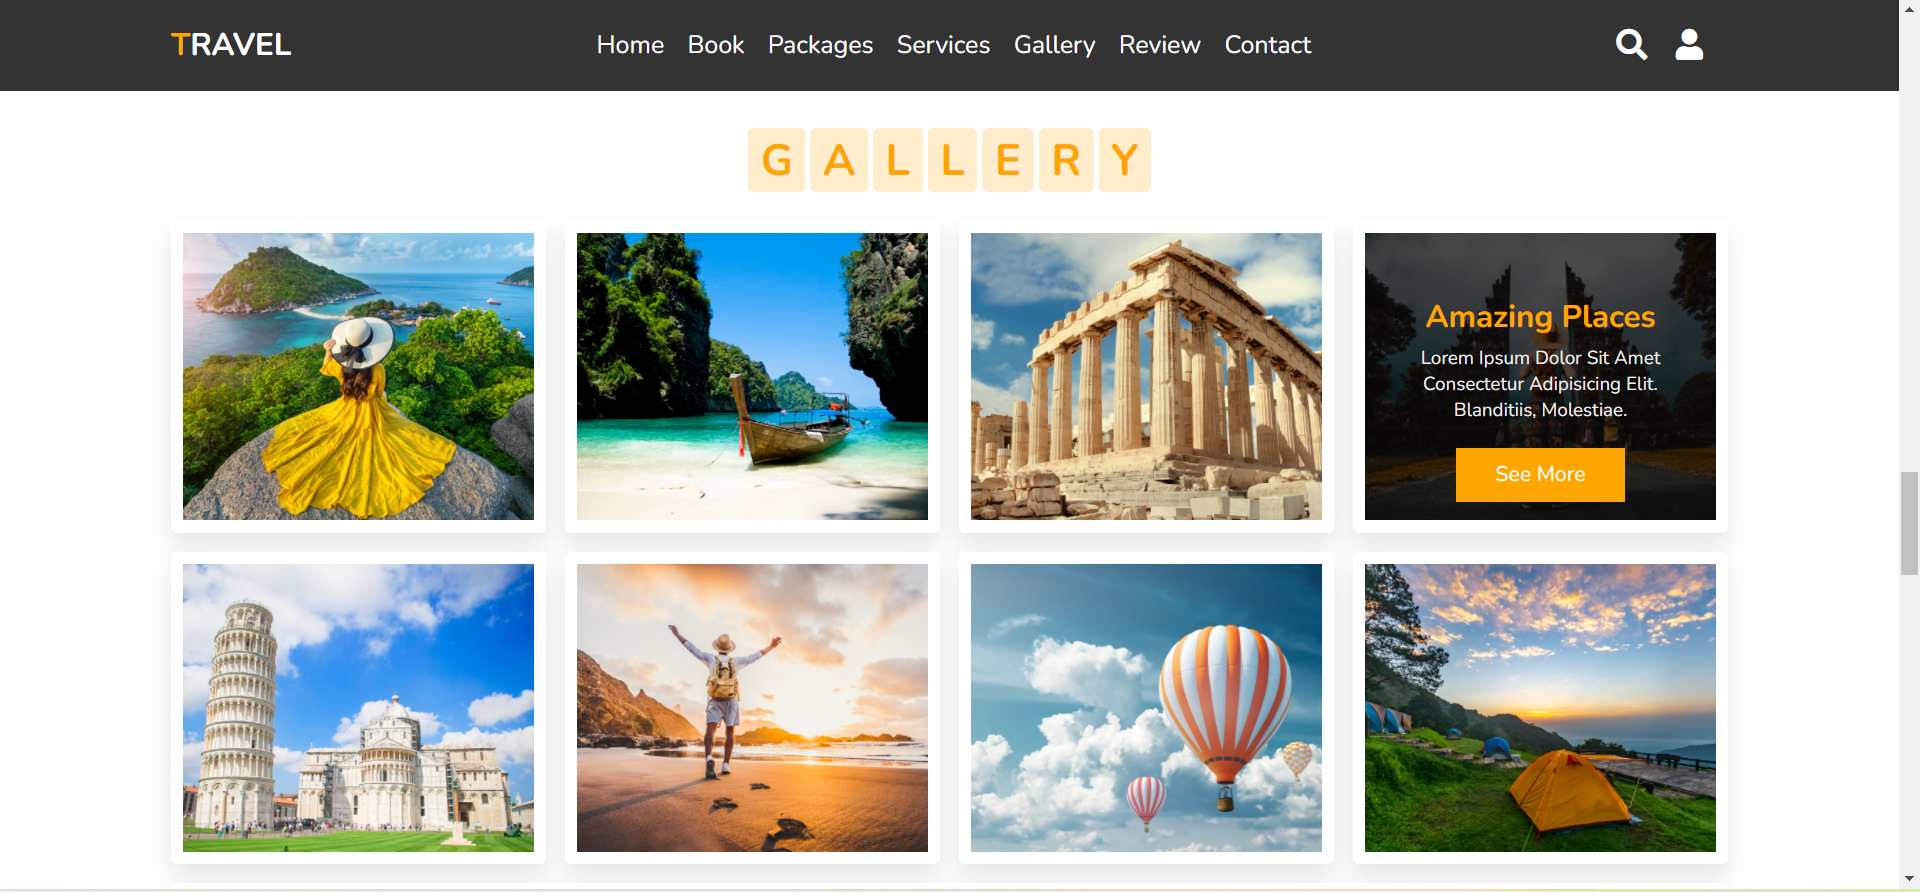 TRAVEL
Home Book Packages Services Gallery Review Contact
GALLERY
Amazing Places
Lorem Ipsum Dolor Sit Amet
Consectetur Adipisicing Elit.
Blanditiis, Molestiae.
See More